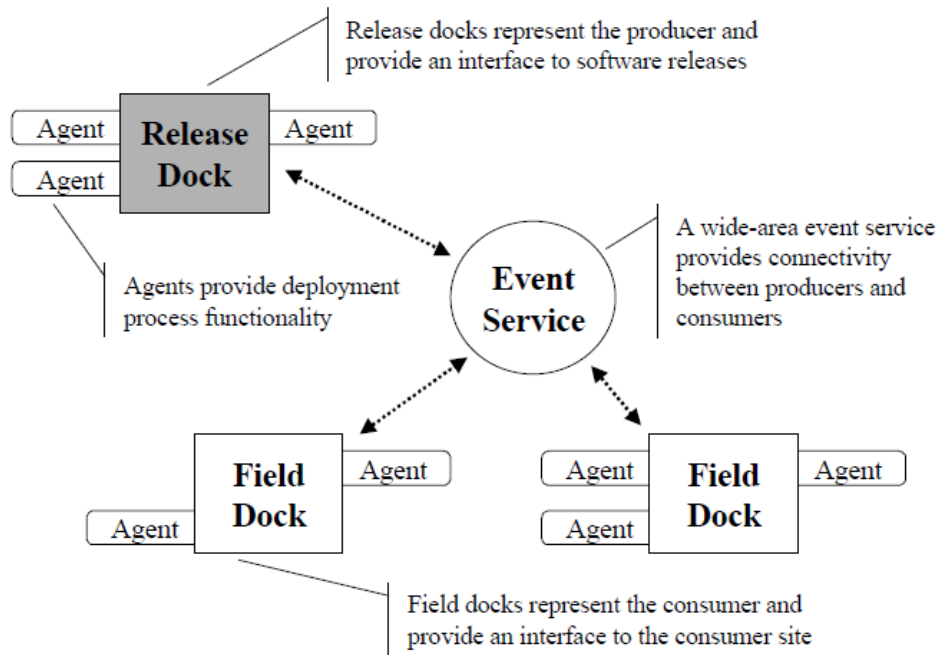 Release docks represent the producer and
provide an interface to software releases
Agent
Release
Dock
Agent
Agent
Agents provide deployment
process functionality
Event
Service
A wide-area event service
provides connectivity
between producers and
consumers
Field
Dock
Agent
Agent
Agent
Field
Dock
Agent
Agent
Field docks represent the consumer and
provide an interface to the consumer site